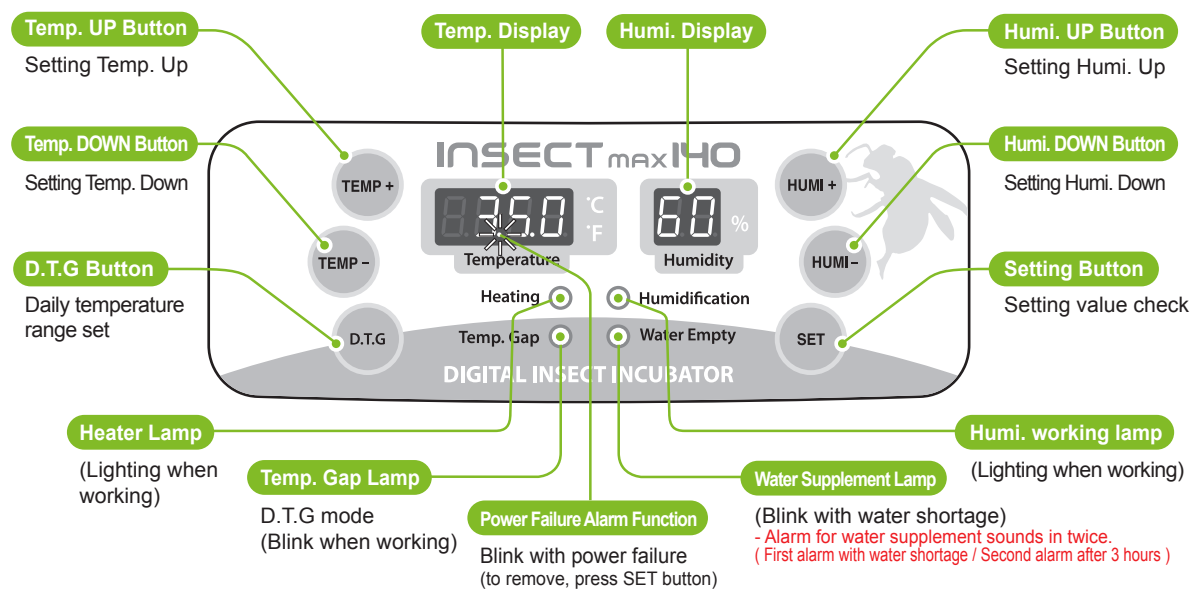 Temp. UP Button
Setting Temp. Up
Temp. Display
Humi. Display
Humi. UP Button
Setting Humi. Up
Temp. DOWN Button
Setting Temp. Down
Humi. DOWN Button
Setting Humi. Down
D.T.G Button
Daily temperature
range set
Setting Button
Setting value check
INSECT MAX 140
TEMP +
35.0
°C
°F
60
%
HUMI +
TEMP –
Temperature
Humidity
HUMI –
Heating
Humidification
D.T.G
Temp. Gap
Water Empty
SET
DIGITAL INSECT INCUBATOR
Heater Lamp
(Lighting when
working)
Temp. Gap Lamp
D.T.G mode
(Blink when working)
Power Failure Alarm Function
Blink with power failure
(to remove, press SET button)
Water Supplement Lamp
(Blink with water shortage)
- Alarm for water supplement sounds in twice.
( First alarm with water shortage / Second alarm after 3 hours )
Humi. working lamp
(Lighting when working)